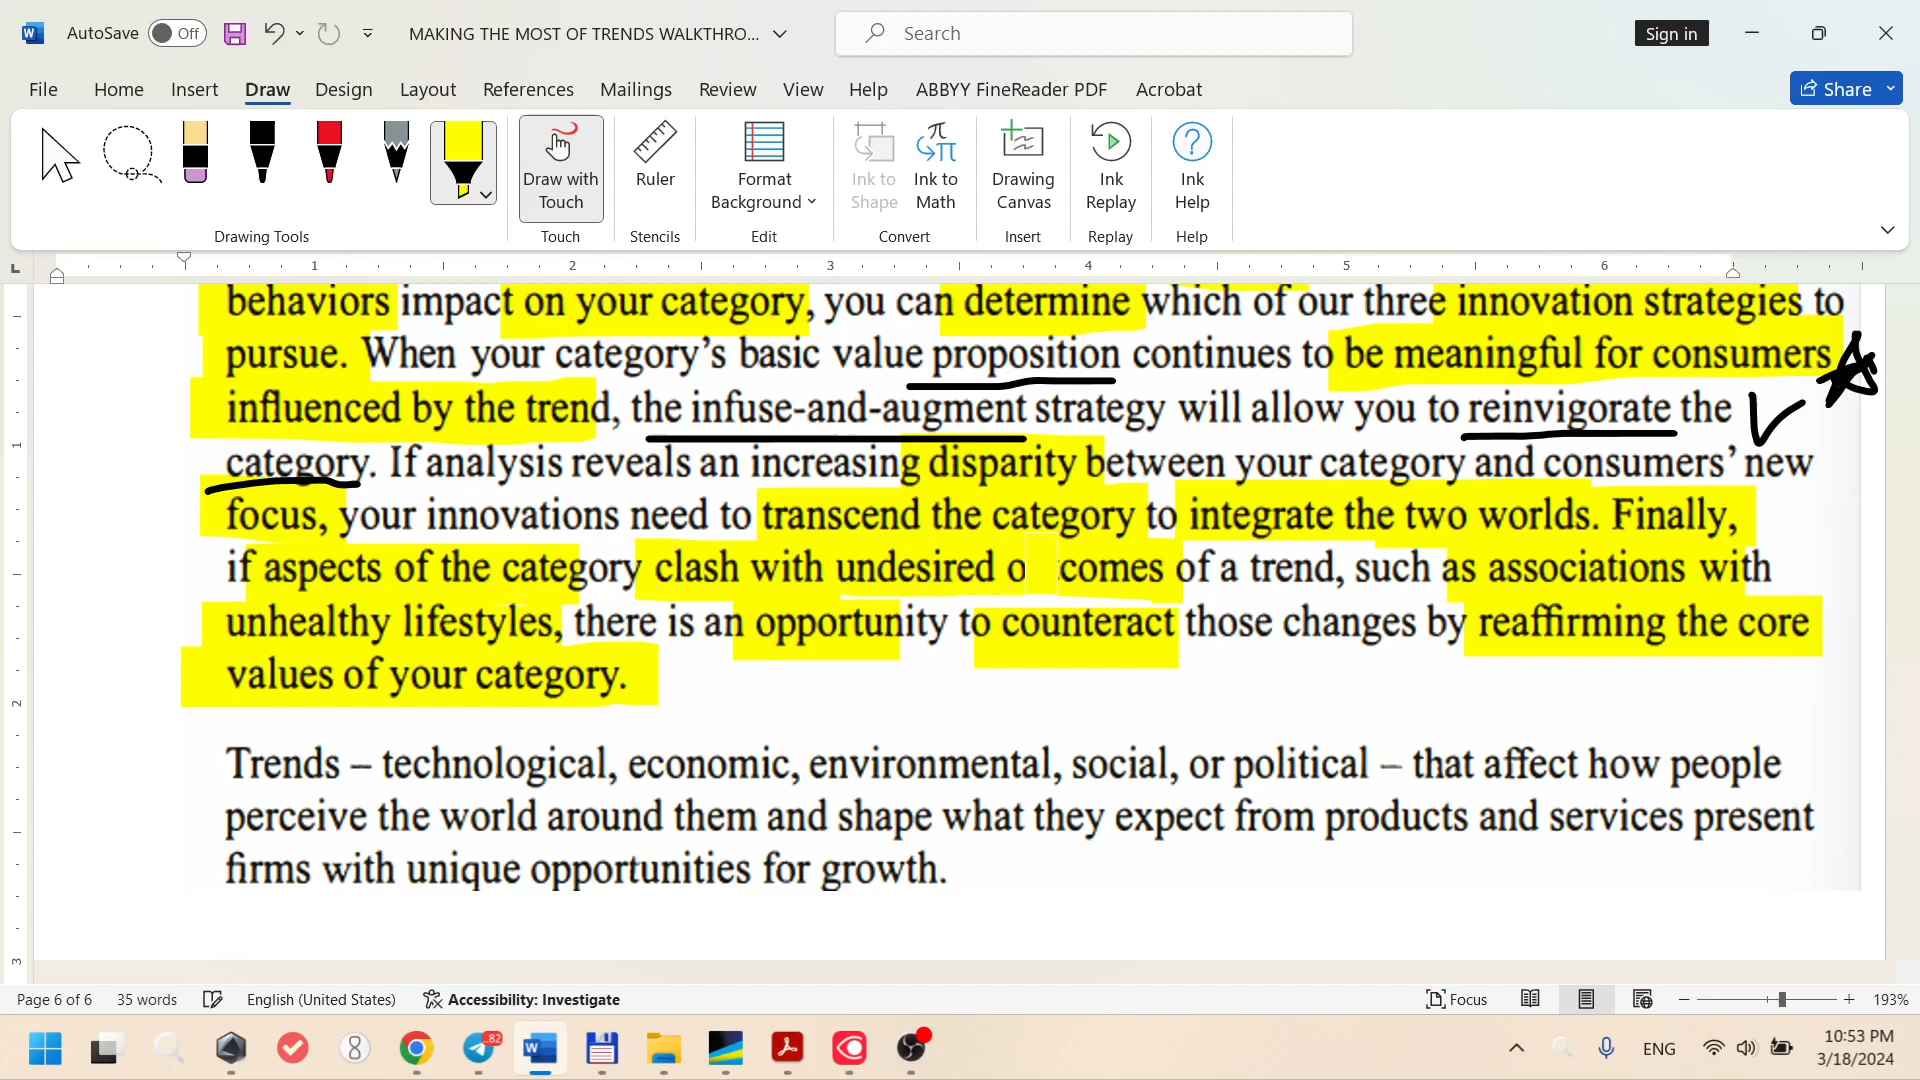 AutoSave Off MAKING THE MOST OF TRENDS WALKTHRO... Search Sign in
File Home Insert Draw Design Layout References Mailings Review View Help ABBYY FineReader PDF Acrobat Share
Draw with Touch
Ruler
Format Background
Ink to Shape
Ink to Math
Drawing Canvas
Ink Replay
Ink Help
Drawing Tools Touch Stencils Edit Convert Insert Replay Help
1 2 3 4 5 6
behaviors impact on your category, you can determine which of our three innovation strategies to
pursue. When your category's basic value proposition continues to be meaningful for consumers
influenced by the trend, the infuse-and-augment strategy will allow you to reinvigorate the
category. If analysis reveals an increasing disparity between your category and consumers' new
focus, your innovations need to transcend the category to integrate the two worlds. Finally,
if aspects of the category clash with undesired o comes of a trend, such as associations with
unhealthy lifestyles, there is an opportunity to counteract those changes by reaffirming the core
values of your category.
Trends – technological, economic, environmental, social, or political – that affect how people
perceive the world around them and shape what they expect from products and services present
firms with unique opportunities for growth.
1
2
3
Page 6 of 6 35 words English (United States) Accessibility: Investigate Focus 193%
82
ENG
10:53 PM
3/18/2024